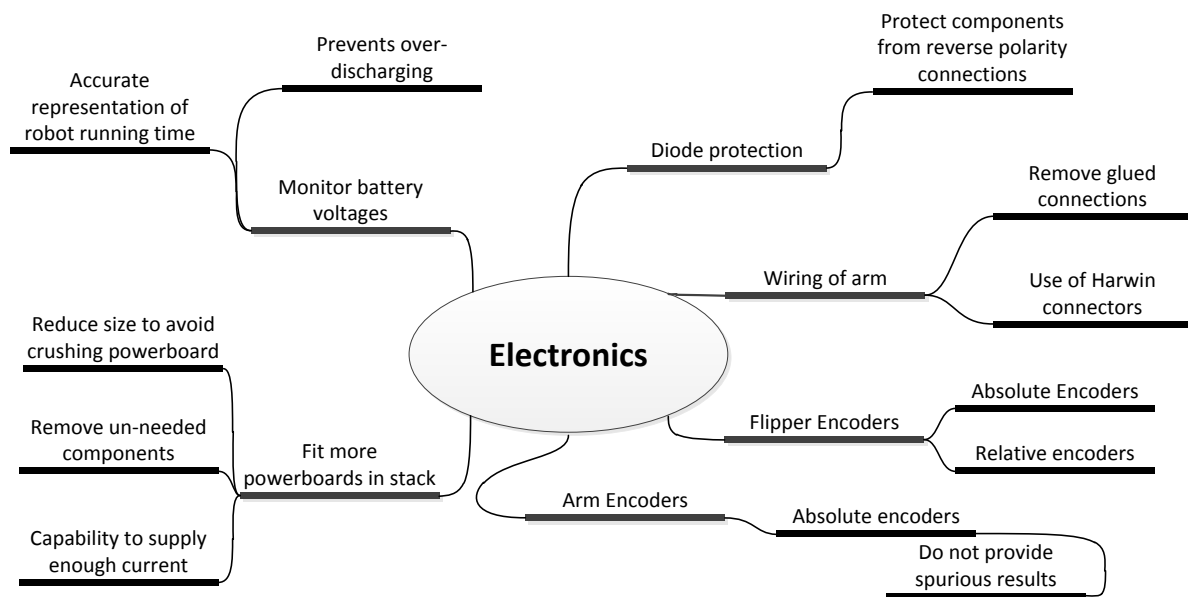 Prevents over-
discharging
Accurate
representation of
robot running time
Monitor battery
voltages
Protect components
from reverse polarity
connections
Diode protection
Remove glued
connections
Wiring of arm
Use of Harwin
connectors
Electronics
Reduce size to avoid
crushing powerboard
Remove un-needed
components
Fit more
powerboards in stack
Capability to supply
enough current
Absolute Encoders
Flipper Encoders
Relative encoders
Arm Encoders
Absolute encoders
Do not provide
spurious results